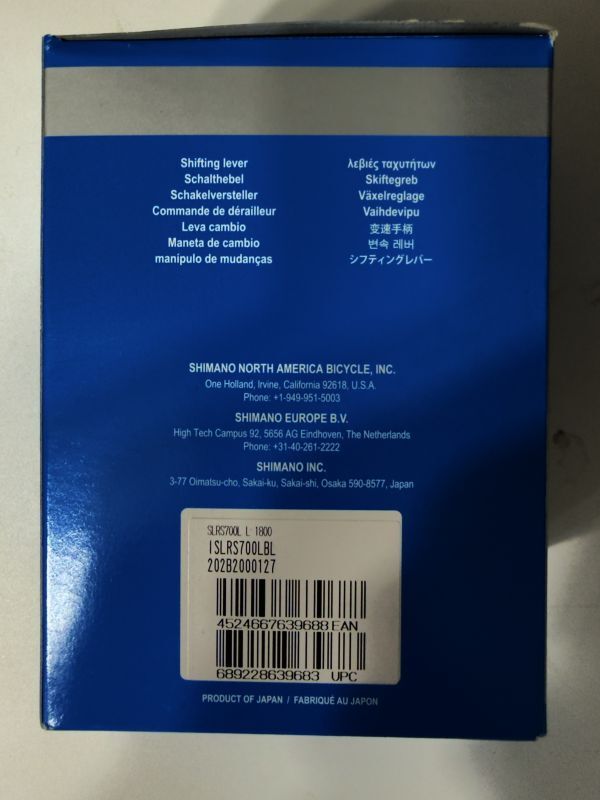 Shifting lever
Schalthebel
Schakelversteller
Commande de dérailleur
Leva cambio
Maneta de cambio
manípulo de mudanças
λεβιές ταχυτήτων
Skiftegreb
Växelreglage
Vaihdevipu
变速手柄
변속 레버
シフティングレバー
SHIMANO NORTH AMERICA BICYCLE, INC.
One Holland, Irvine, California 92618, U.S.A.
Phone: +1-949-951-5003
SHIMANO EUROPE B.V.
High Tech Campus 92, 5656 AG Eindhoven, The Netherlands
Phone: +31-40-261-2222
SHIMANO INC.
3-77 Oimatsu-cho, Sakai-ku, Sakai-shi, Osaka 590-8577, Japan
SLRS700L L 1800
ISLRS700LBL
202B2000127
4524667639688 EAN
689228639683 UPC
PRODUCT OF JAPAN / FABRIQUÉ AU JAPON